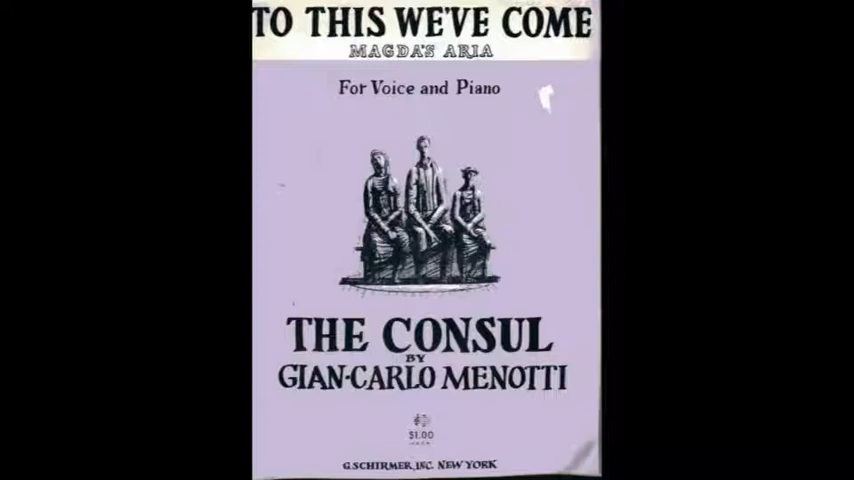 TO THIS WE'VE COME
MAGDA'S ARIA
For Voice and Piano
THE CONSUL
BY
GIAN-CARLO MENOTTI
$1.00
G. SCHIRMER, INC. NEW YORK